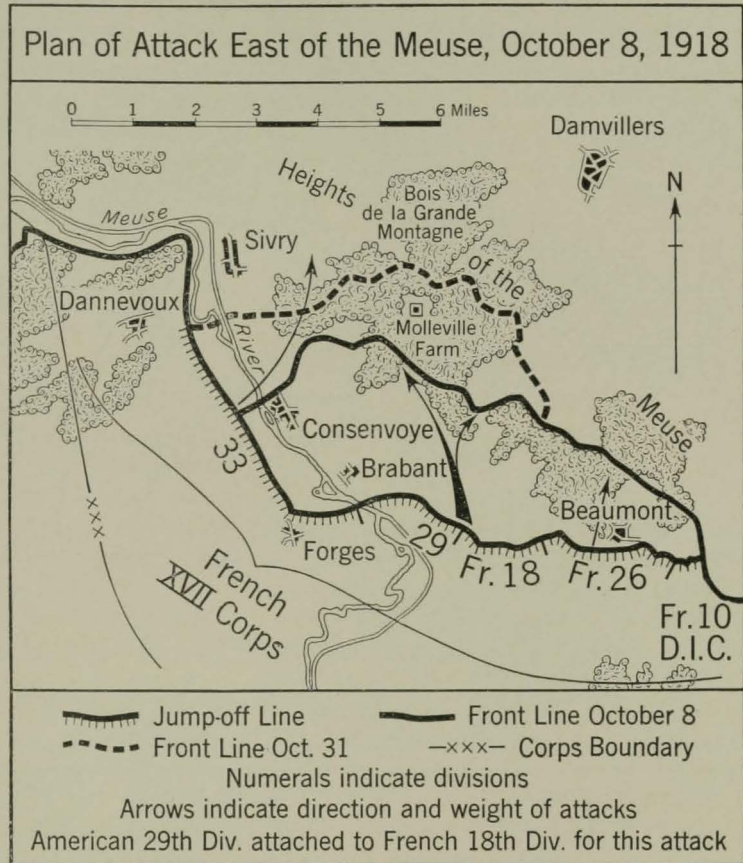 Plan of Attack East of the Meuse, October 8, 1918
0 1 2 3 4 5 6 Miles
Damvillers
N
Heights
Bois
de la Grande
Montagne
of the
Meuse
Meuse
River
Sivry
Dannevoux
Molleville
Farm
Consenvoye
Brabant
33
Beaumont
Forges
29
Fr. 18
Fr. 26
Fr. 10
D.I.C.
French
XVII Corps
xxx
Jump-off Line
Front Line October 8
Front Line Oct. 31
-xxx- Corps Boundary
Numerals indicate divisions
Arrows indicate direction and weight of attacks
American 29th Div. attached to French 18th Div. for this attack